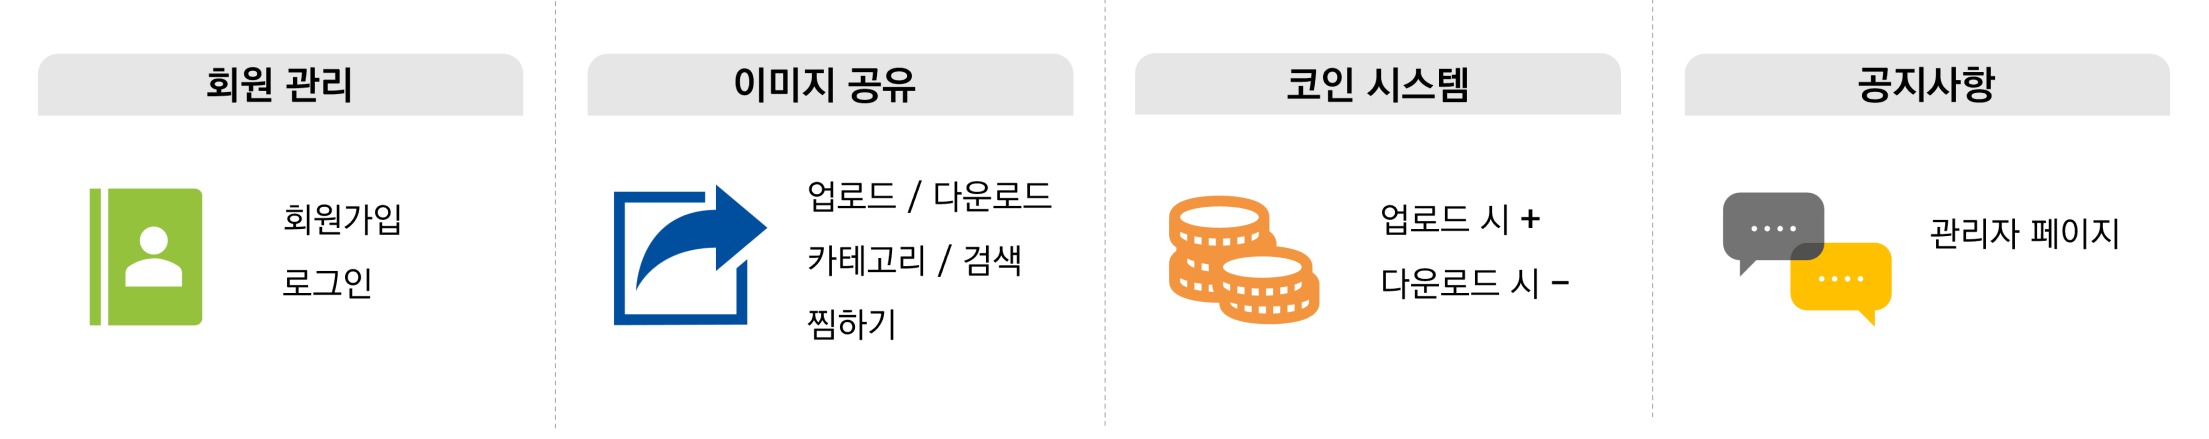 회원 관리
회원가입
로그인
이미지 공유
업로드 / 다운로드
카테고리 / 검색
찜하기
코인 시스템
업로드 시 +
다운로드 시 -
공지사항
관리자 페이지